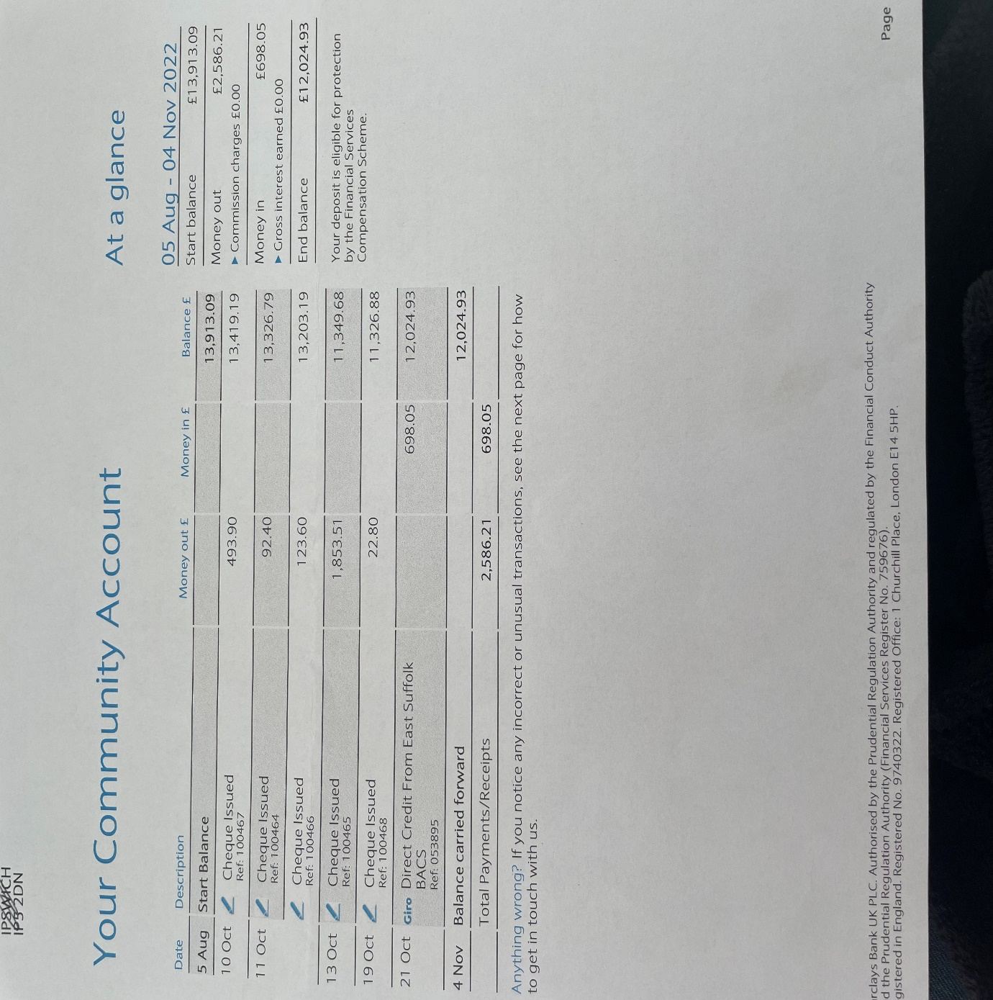 IPSWICH
IP5 2DN
Your Community Account
Date Description Money out £ Money in £ Balance £
5 Aug Start Balance 13,913.09
10 Oct Cheque Issued 493.90 13,419.19
Ref: 100467
11 Oct Cheque Issued 92.40 13,326.79
Ref: 100464
Cheque Issued 123.60 13,203.19
Ref: 100466
13 Oct Cheque Issued 1,853.51 11,349.68
Ref: 100465
19 Oct Cheque Issued 22.80 11,326.88
Ref: 100468
21 Oct Giro Direct Credit From East Suffolk 698.05 12,024.93
BACS
Ref: 053895
4 Nov Balance carried forward 12,024.93
Total Payments/Receipts 2,586.21 698.05
Anything wrong? If you notice any incorrect or unusual transactions, see the next page for how
to get in touch with us.
At a glance
05 Aug - 04 Nov 2022
Start balance £13,913.09
Money out £2,586.21
▶ Commission charges £0.00
Money in £698.05
▶ Gross interest earned £0.00
End balance £12,024.93
Your deposit is eligible for protection
by the Financial Services
Compensation Scheme.
rclays Bank UK PLC. Authorised by the Prudential Regulation Authority and regulated by the Financial Conduct Authority
d the Prudential Regulation Authority (Financial Services Register No. 759676).
gistered in England. Registered No. 9740322. Registered Office: 1 Churchill Place, London E14 5HP.
Page